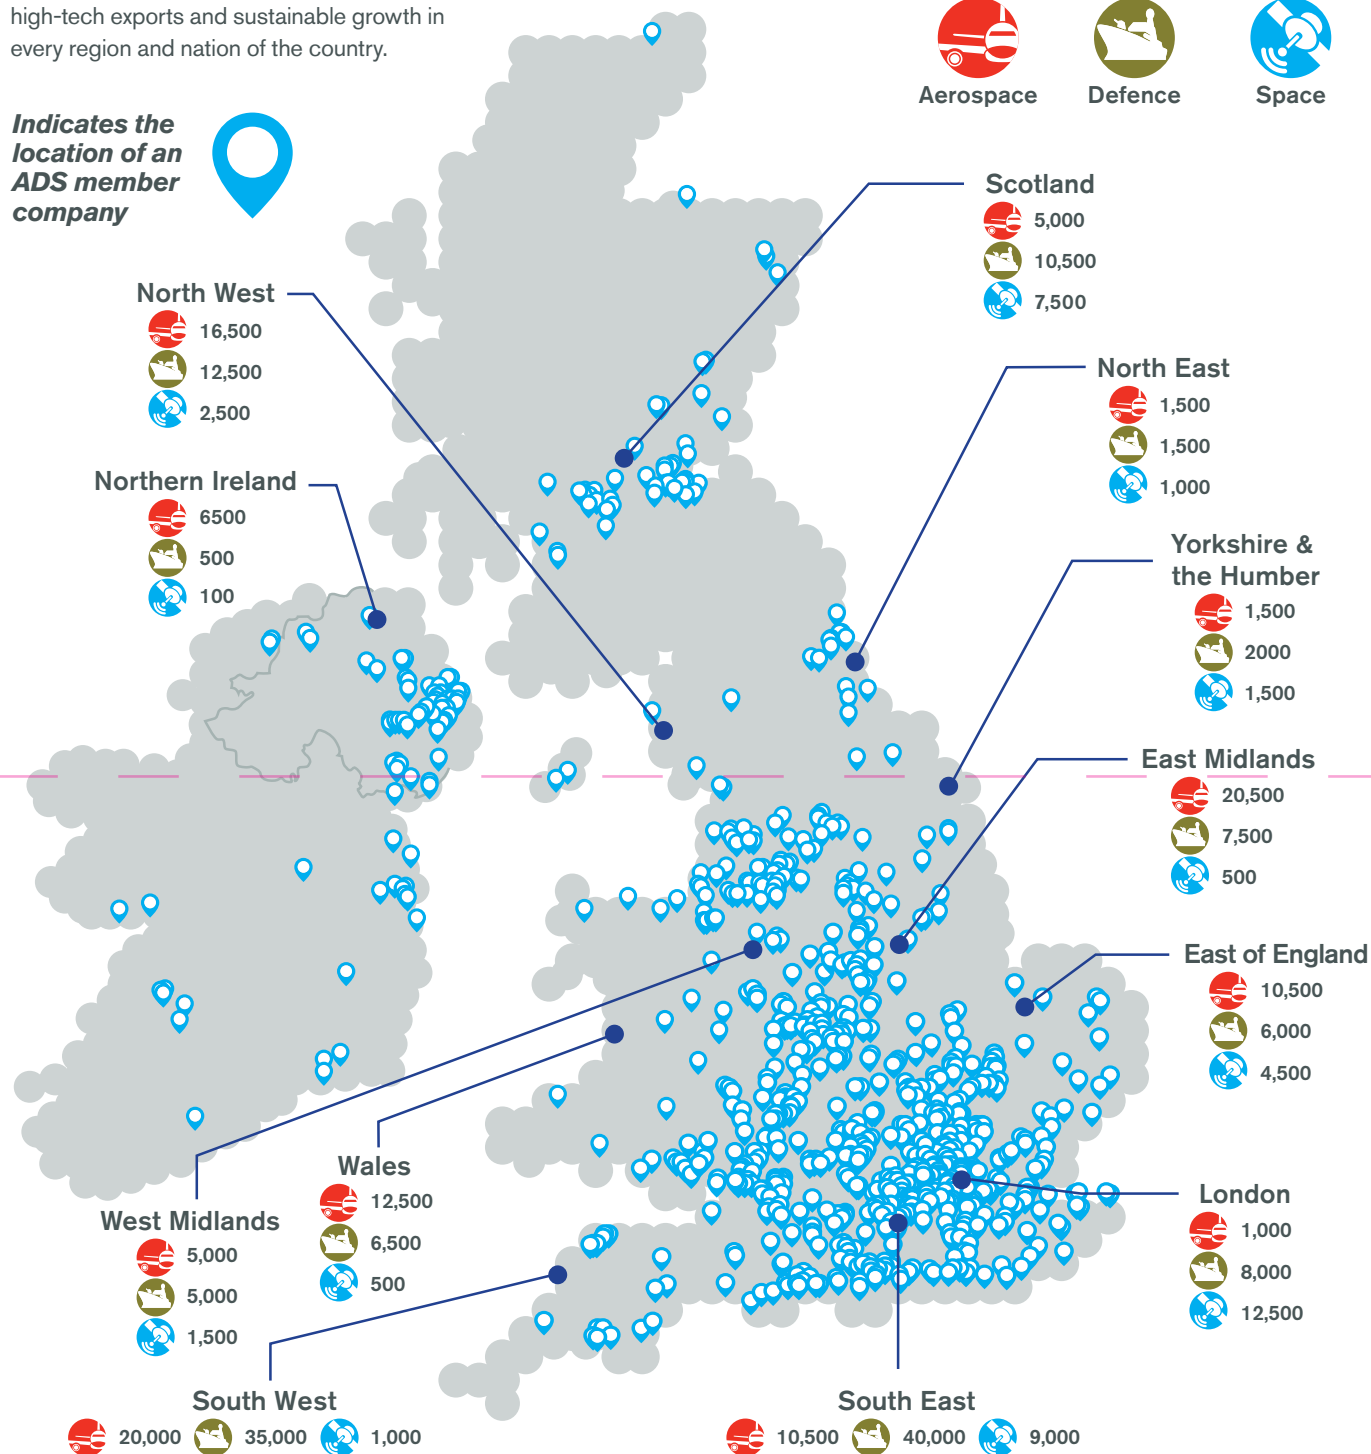 high-tech exports and sustainable growth in
every region and nation of the country.
Aerospace
Defence
Space
Indicates the
location of an
ADS member
company
Scotland
5,000
10,500
7,500
North West
16,500
12,500
2,500
North East
1,500
1,500
1,000
Northern Ireland
6500
500
100
Yorkshire &
the Humber
1,500
2000
1,500
East Midlands
20,500
7,500
500
East of England
10,500
6,000
4,500
Wales
12,500
6,500
500
West Midlands
5,000
5,000
1,500
London
1,000
8,000
12,500
South West
20,000 35,000 1,000
South East
10,500 40,000 9,000